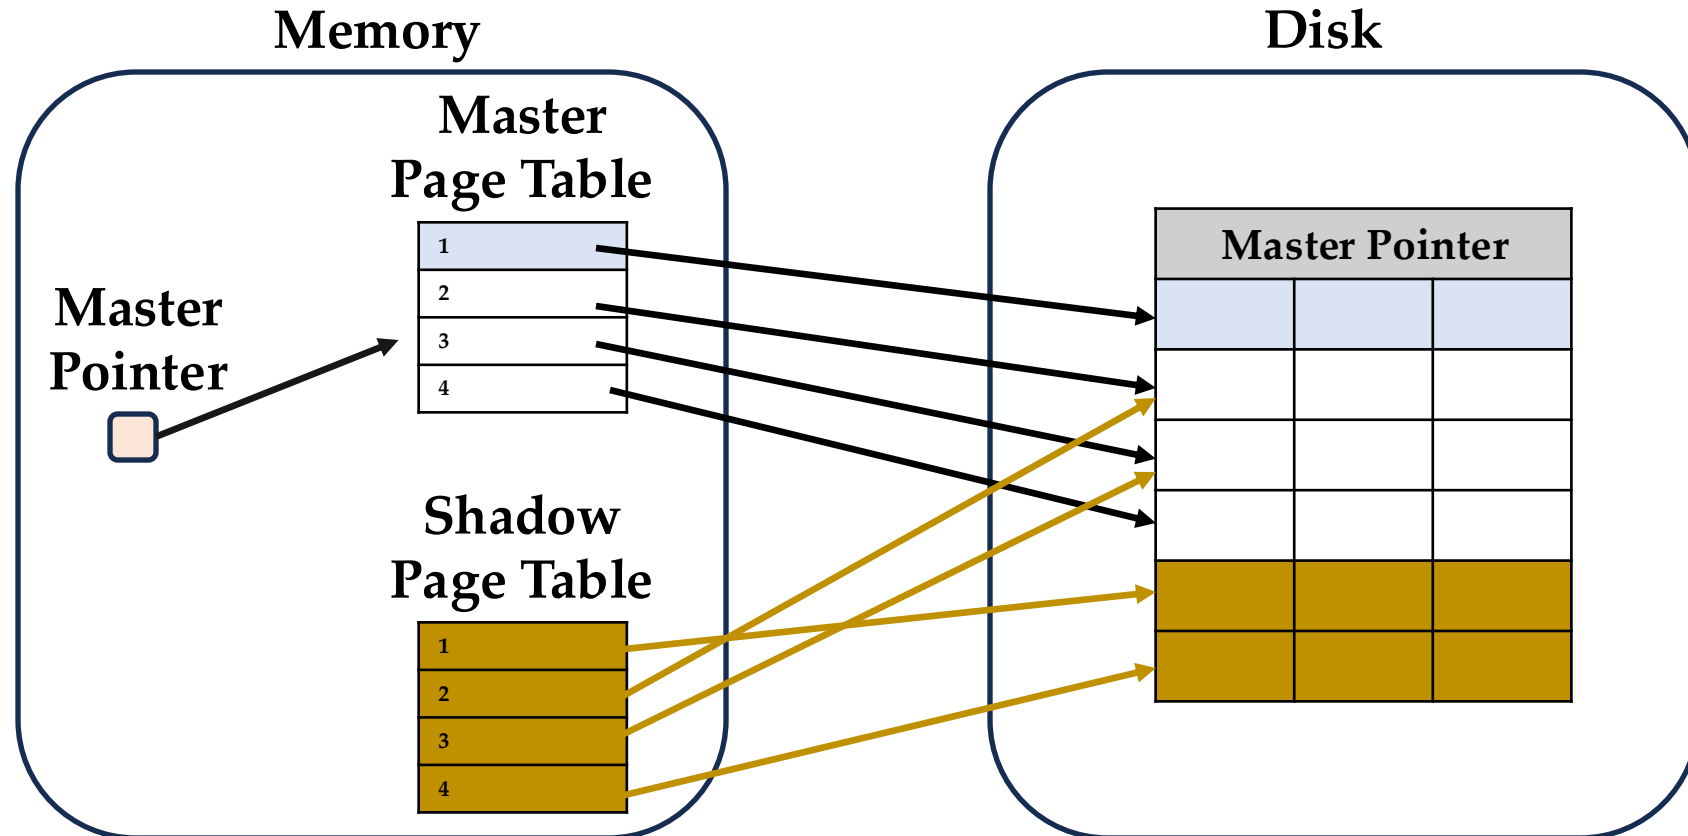 Memory
Disk
Master
Page Table
1
2
3
4
Master
Pointer
Master Pointer
Shadow
Page Table
1
2
3
4